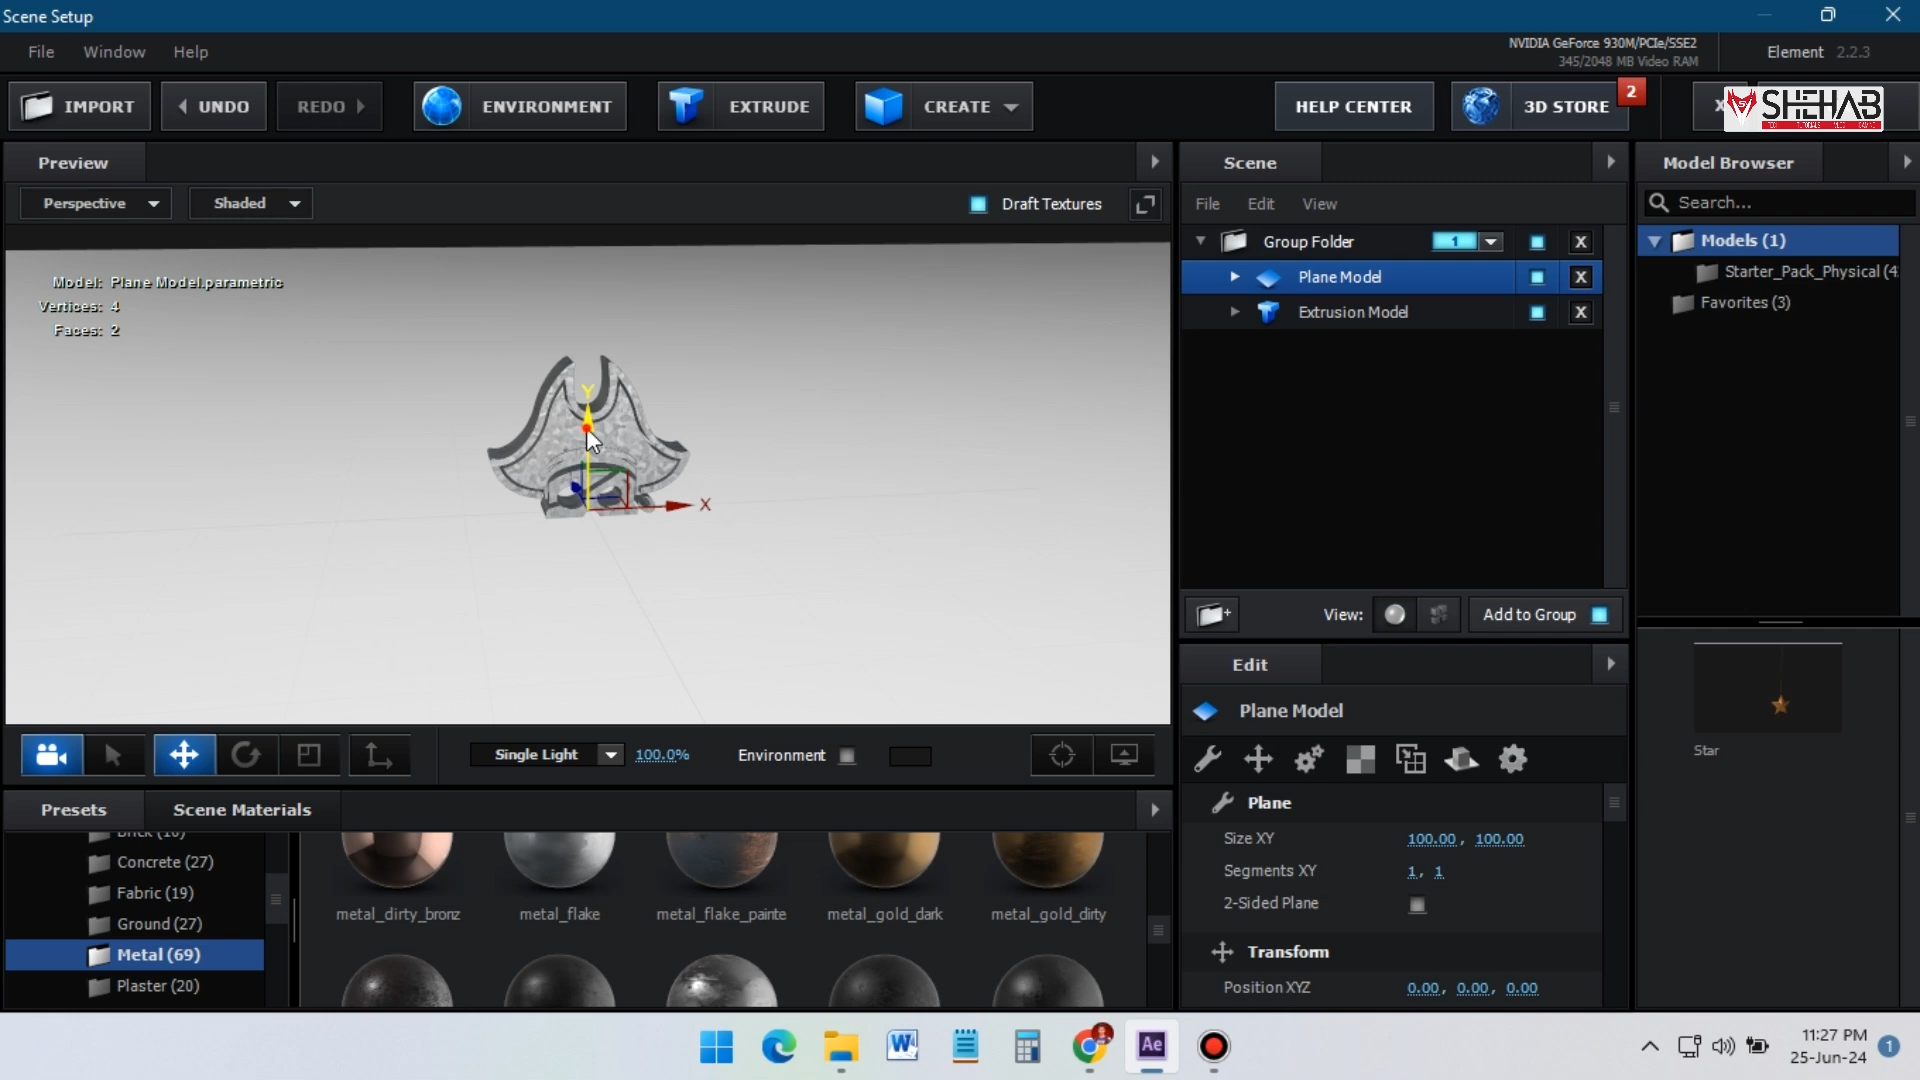 Scene Setup
File Window Help
NVIDIA GeForce 930M/PCIe/SSE2
345/2048 MB Video RAM
Element 2.2.3
IMPORT UNDO REDO ENVIRONMENT EXTRUDE CREATE HELP CENTER 3D STORE 2 X
SHEHAB
Preview Scene Model Browser
Perspective Shaded Draft Textures
File Edit View
Search...
Group Folder 1 X
Models (1)
Plane Model X
Starter_Pack_Physical (4
Extrusion Model X
Favorites (3)
Model: Plane Model.parametric
Vertices: 4
Faces: 2
Y
X
View: Add to Group
Edit
Plane Model
Star
Single Light 100.0% Environment
Plane
Size XY 100.00, 100.00
Segments XY 1, 1
2-Sided Plane
Transform
Position XYZ 0.00, 0.00, 0.00
Presets Scene Materials
Brick (16)
Concrete (27)
Fabric (19)
Ground (27)
Metal (69)
Plaster (20)
metal_dirty_bronz metal_flake metal_flake_painte metal_gold_dark metal_gold_dirty
W Ae
11:27 PM
25-Jun-24
1